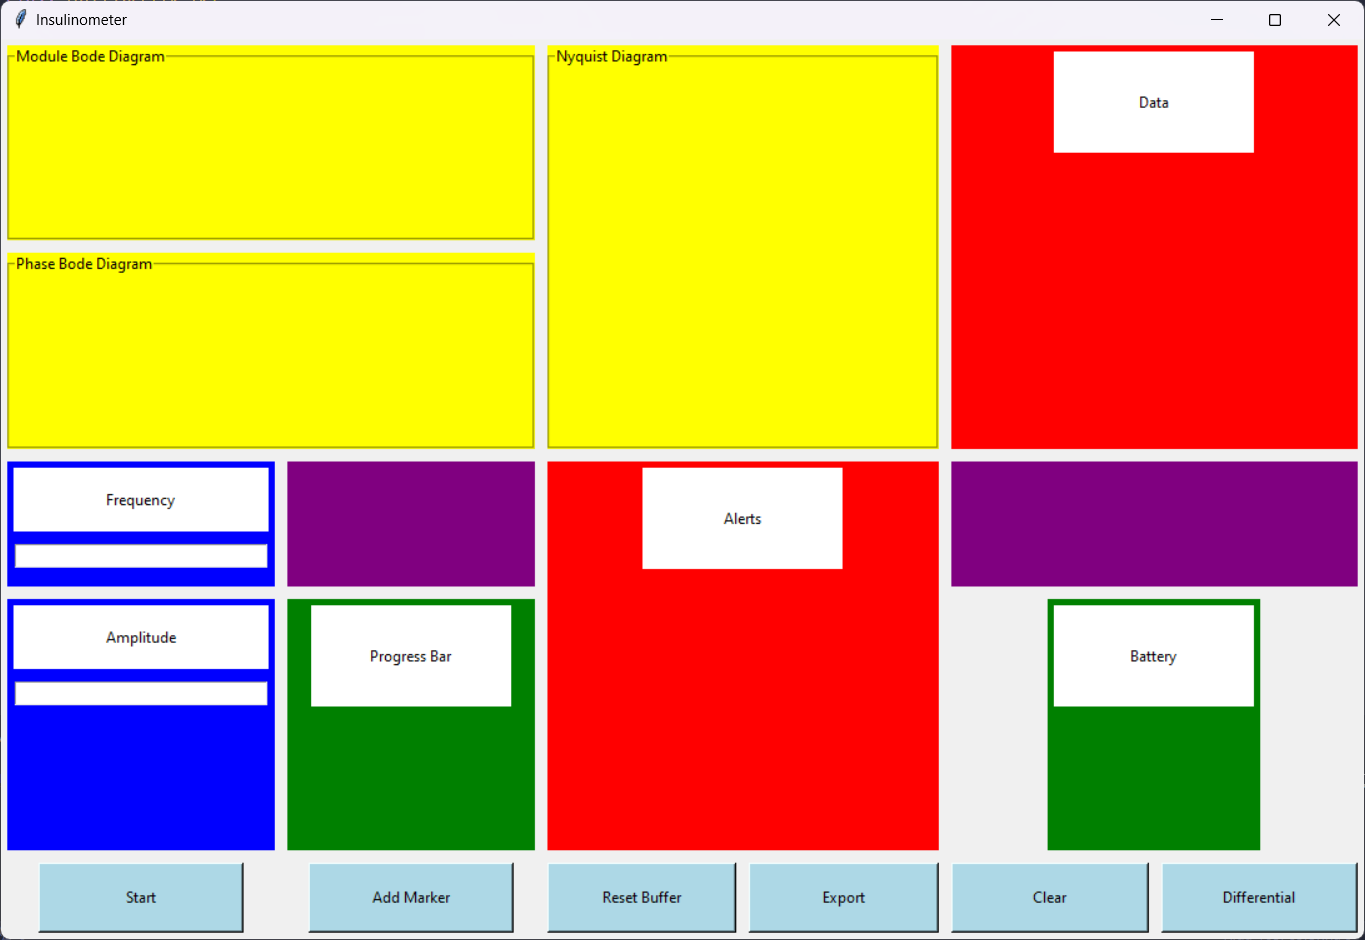 Insulinometer
Module Bode Diagram
Nyquist Diagram
Data
Phase Bode Diagram
Frequency
Alerts
Amplitude
Progress Bar
Battery
Start
Add Marker
Reset Buffer
Export
Clear
Differential